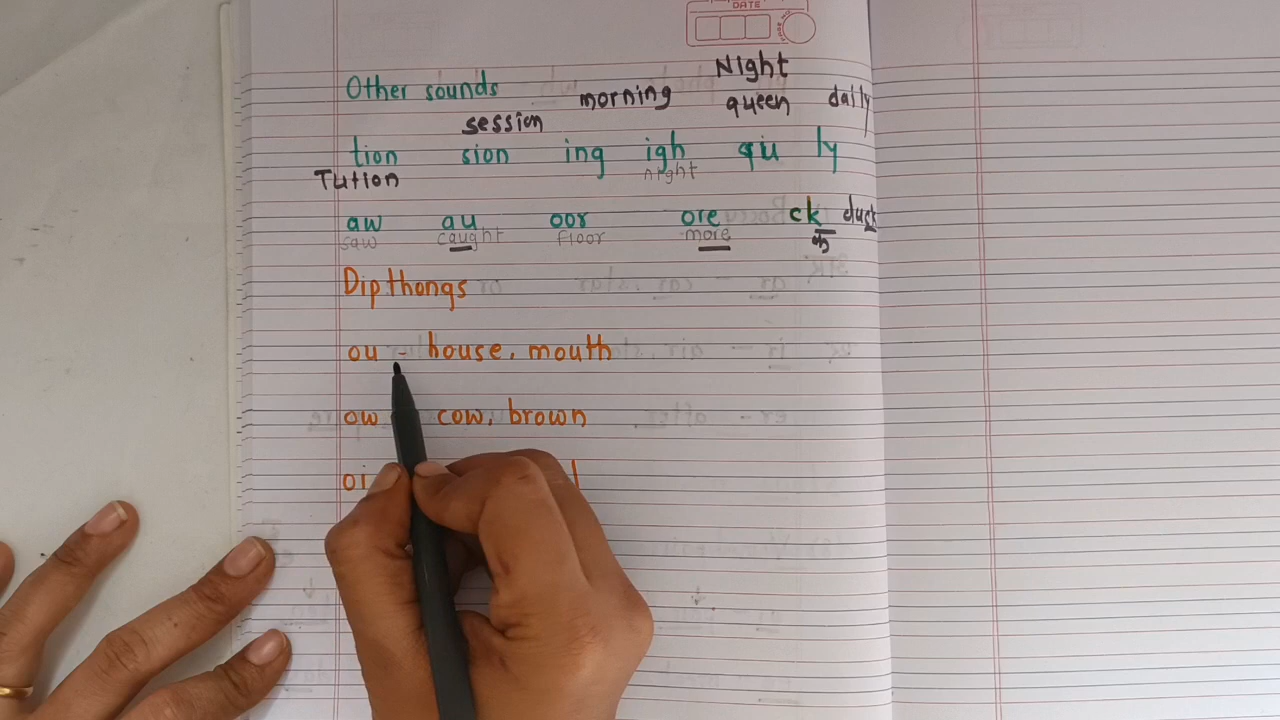 DATE
Night
Other sounds morning queen daily
session
tion sion ing igh qu ly
Tution night
aw au oor ore ck duck
saw caught floor more क
Dipthongs
ou - house, mouth
ow cow, brown
oi